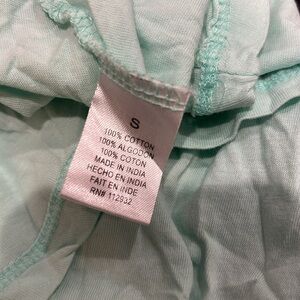 S
100% COTTON
100% ALGODON
100% COTON
MADE IN INDIA
HECHO EN INDIA
FAIT EN INDE
RN# 112932